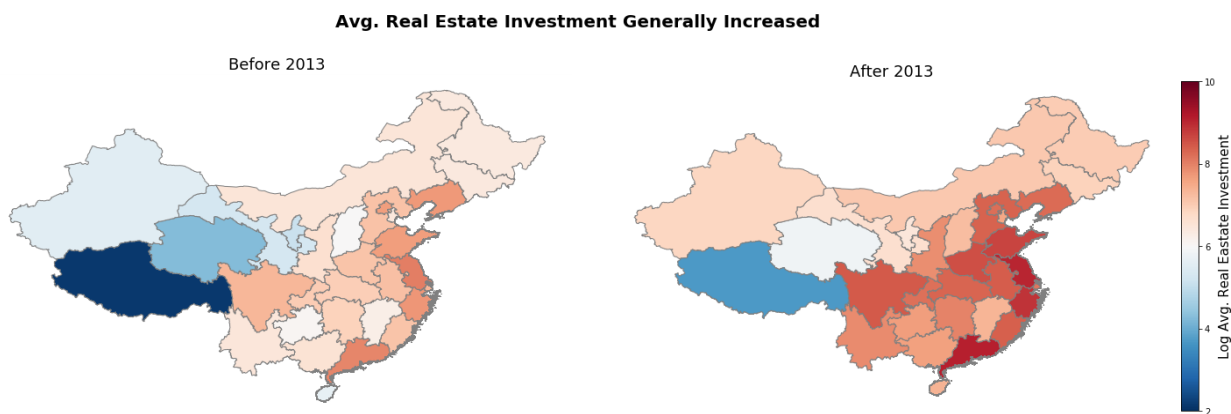 Avg. Real Estate Investment Generally Increased
Before 2013
After 2013
10
8
6
4
2
Log Avg. Real Eastate Investment